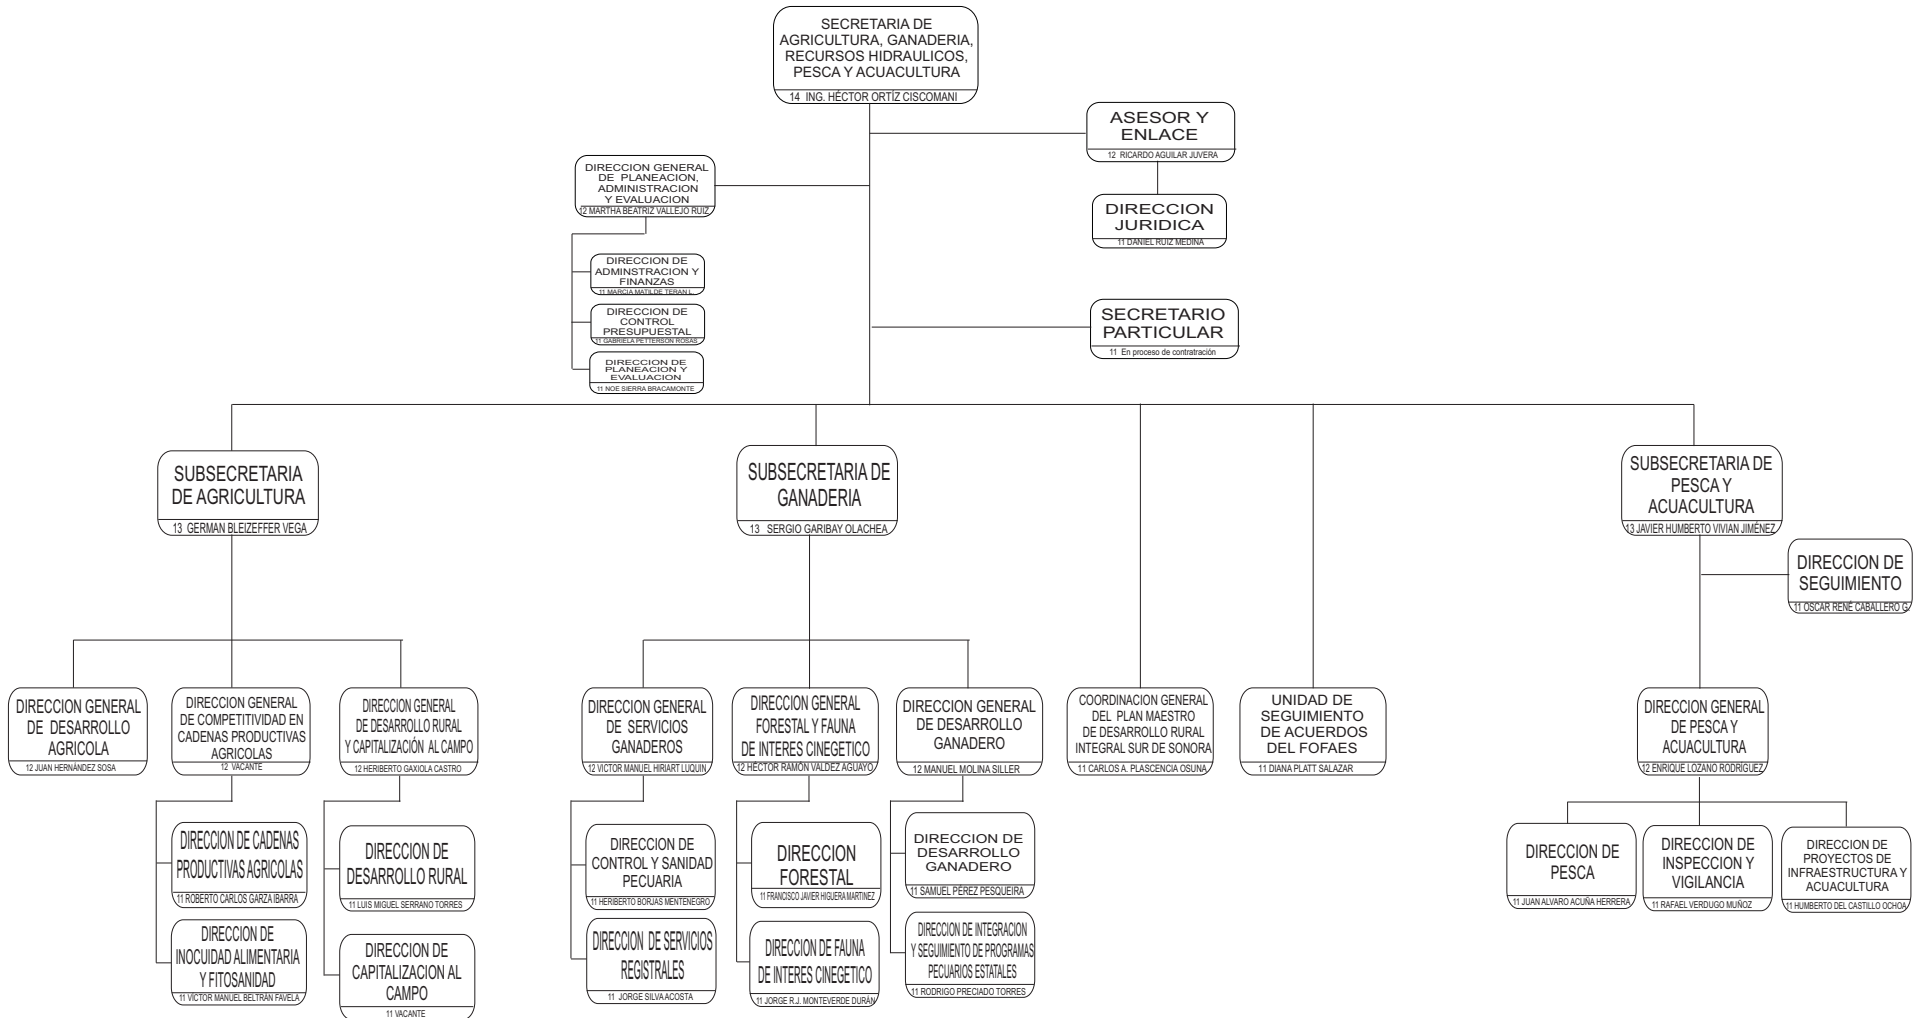 SECRETARIA DE
AGRICULTURA, GANADERIA,
RECURSOS HIDRAULICOS,
PESCA Y ACUACULTURA
14 ING. HÉCTOR ORTÍZ CISCOMANI
ASESOR Y
ENLACE
12 RICARDO AGUILAR JUVERA
DIRECCION GENERAL
DE PLANEACION,
ADMINISTRACION
Y EVALUACION
12 MARTHA BEATRIZ VALLEJO RUIZ
DIRECCION
JURIDICA
11 DANIEL RUIZ MEDINA
DIRECCION DE
ADMINSTRACION Y
FINANZAS
11 MARCIA MATILDE TERAN L.
DIRECCION DE
CONTROL
PRESUPUESTAL
11 GABRIELA PETTERSON ROSAS
SECRETARIO
PARTICULAR
11 En proceso de contratración
DIRECCION DE
PLANEACION Y
EVALUACION
11 NOE SIERRA BRACAMONTE
SUBSECRETARIA
DE AGRICULTURA
13 GERMAN BLEIZEFFER VEGA
SUBSECRETARIA DE
GANADERIA
13 SERGIO GARIBAY OLACHEA
SUBSECRETARIA DE
PESCA Y
ACUACULTURA
13 JAVIER HUMBERTO VIVIAN JIMÉNEZ
DIRECCION DE
SEGUIMIENTO
11 OSCAR RENÉ CABALLERO G.
DIRECCION GENERAL
DE DESARROLLO
AGRICOLA
12 JUAN HERNÁNDEZ SOSA
DIRECCION GENERAL
DE COMPETITIVIDAD EN
CADENAS PRODUCTIVAS
AGRICOLAS
12 VACANTE
DIRECCION GENERAL
DE DESARROLLO RURAL
Y CAPITALIZACIÓN AL CAMPO
12 HERIBERTO GAXIOLA CASTRO
DIRECCION GENERAL
DE SERVICIOS
GANADEROS
12 VICTOR MANUEL HIRIART LUQUIN
DIRECCION GENERAL
FORESTAL Y FAUNA
DE INTERES CINEGETICO
12 HECTOR RAMÓN VALDEZ AGUAYO
DIRECCION GENERAL
DE DESARROLLO
GANADERO
12 MANUEL MOLINA SILLER
COORDINACION GENERAL
DEL PLAN MAESTRO
DE DESARROLLO RURAL
INTEGRAL SUR DE SONORA
11 CARLOS A. PLASCENCIA OSUNA
UNIDAD DE
SEGUIMIENTO
DE ACUERDOS
DEL FOFAES
11 DIANA PLATT SALAZAR
DIRECCION GENERAL
DE PESCA Y
ACUACULTURA
12 ENRIQUE LOZANO RODRÍGUEZ
DIRECCION DE CADENAS
PRODUCTIVAS AGRICOLAS
11 ROBERTO CARLOS GARZA IBARRA
DIRECCION DE
DESARROLLO RURAL
11 LUIS MIGUEL SERRANO TORRES
DIRECCION DE
CONTROL Y SANIDAD
PECUARIA
11 HERIBERTO BORJAS MENTENEGRO
DIRECCION
FORESTAL
11 FRANCISCO JAVIER HIGUERA MARTINEZ
DIRECCION DE
DESARROLLO
GANADERO
11 SAMUEL PÉREZ PESQUEIRA
DIRECCION DE
PESCA
11 JUAN ALVARO ACUÑA HERRERA
DIRECCION DE
INSPECCION Y
VIGILANCIA
11 RAFAEL VERDUGO MUÑOZ
DIRECCION DE
PROYECTOS DE
INFRAESTRUCTURA Y
ACUACULTURA
11 HUMBERTO DEL CASTILLO OCHOA
DIRECCION DE
INOCUIDAD ALIMENTARIA
Y FITOSANIDAD
11 VÍCTOR MANUEL BELTRÁN FAVELA
DIRECCION DE
CAPITALIZACION AL
CAMPO
11 VACANTE
DIRECCION DE SERVICIOS
REGISTRALES
11 JORGE SILVA ACOSTA
DIRECCION DE FAUNA
DE INTERES CINEGETICO
11 JORGE R.J. MONTEVERDE DURÁN
DIRECCION DE INTEGRACION
Y SEGUIMIENTO DE PROGRAMAS
PECUARIOS ESTATALES
11 RODRIGO PRECIADO TORRES